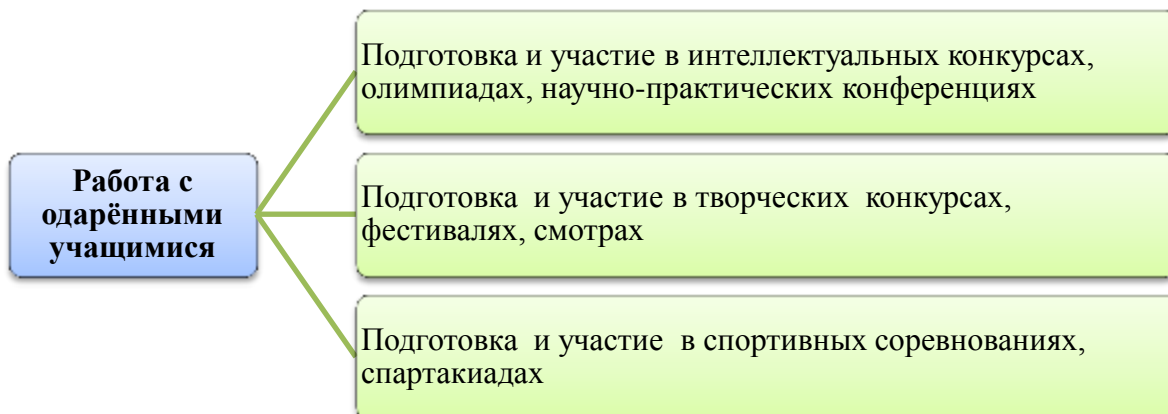 Подготовка и участие в интеллектуальных конкурсах,
олимпиадах, научно-практических конференциях
Работа с
одарёнными
учащимися
Подготовка и участие в творческих конкурсах,
фестивалях, смотрах
Подготовка и участие в спортивных соревнованиях,
спартакиадах